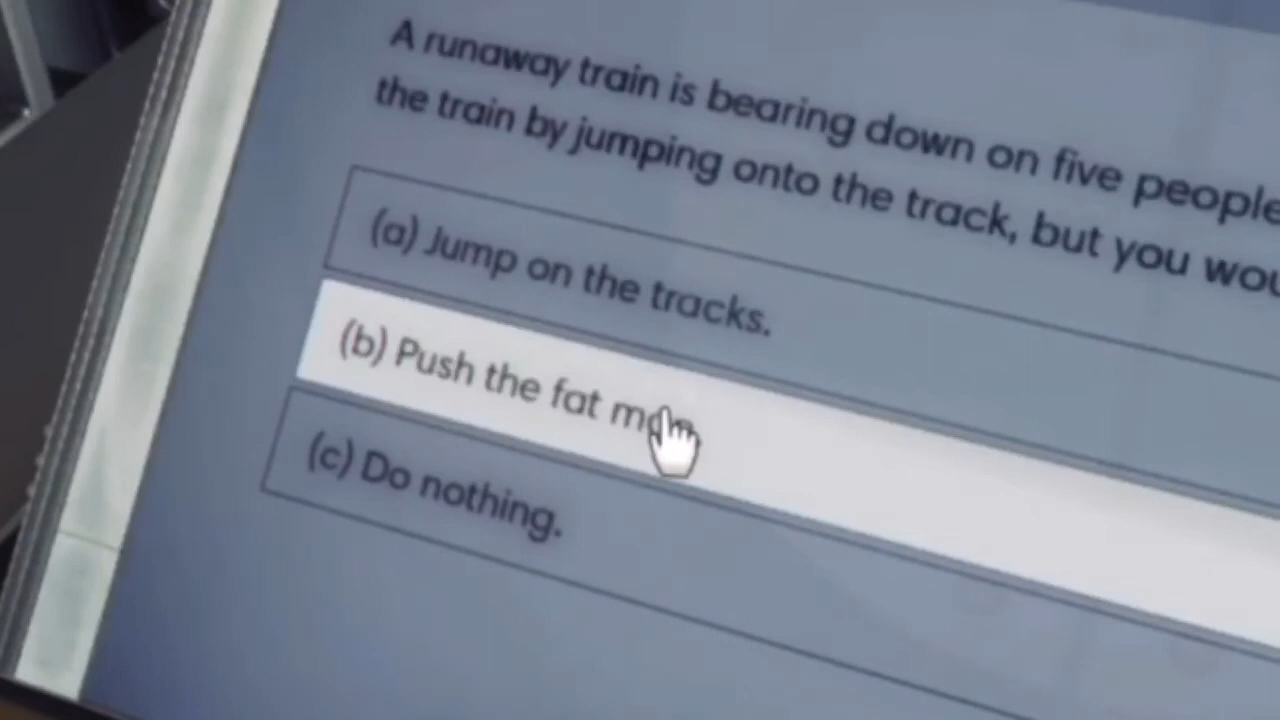 A runaway train is bearing down on five people
the train by jumping onto the track, but you wou
(a) Jump on the tracks.
(b) Push the fat man.
(c) Do nothing.